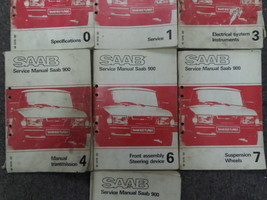 Specifications 0
Service 1
Electrical system
Instruments 3
SAAB
Service Manual Saab 900
Manual
transmission 4
SAAB
Service Manual Saab 900
Front assembly
Steering device 6
SAAB
Service Manual Saab 900
Suspension
Wheels 7
SAAB
Service Manual Saab 900